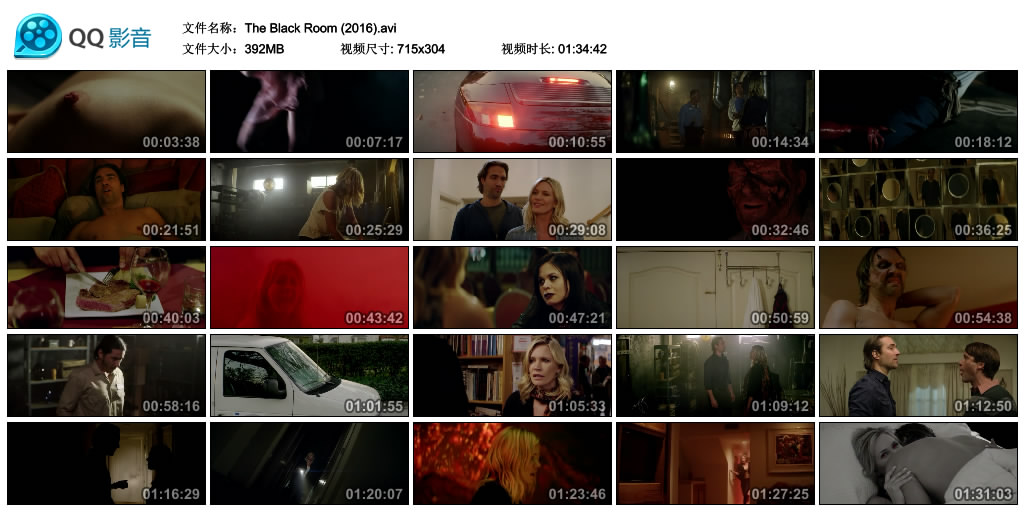 QQ 影音
文件名称: The Black Room (2016).avi
文件大小: 392MB 视频尺寸: 715x304 视频时长: 01:34:42
00:03:38 00:07:17 00:10:55 00:14:34 00:18:12
00:21:51 00:25:29 00:29:08 00:32:46 00:36:25
00:40:03 00:43:42 00:47:21 00:50:59 00:54:38
00:58:16 01:01:55 01:05:33 01:09:12 01:12:50
01:16:29 01:20:07 01:23:46 01:27:25 01:31:03